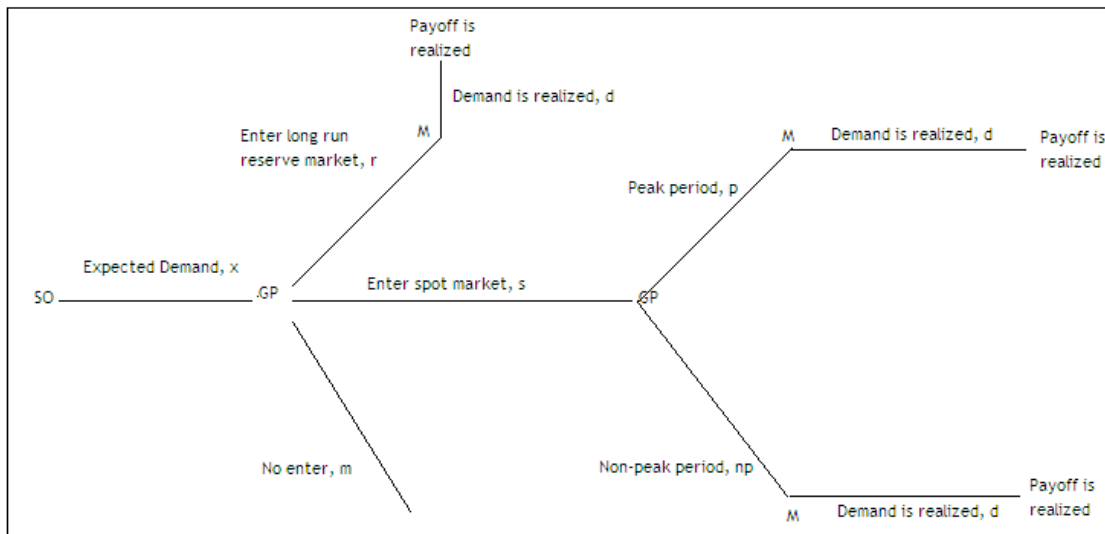 Payoff is
realized
Demand is realized, d
M
Enter long run
reserve market, r
M
Demand is realized, d
Payoff is
realized
Peak period, p
Expected Demand, x
SO
.GP
Enter spot market, s
GP
No enter, m
Non-peak period, np
M
Demand is realized, d
Payoff is
realized